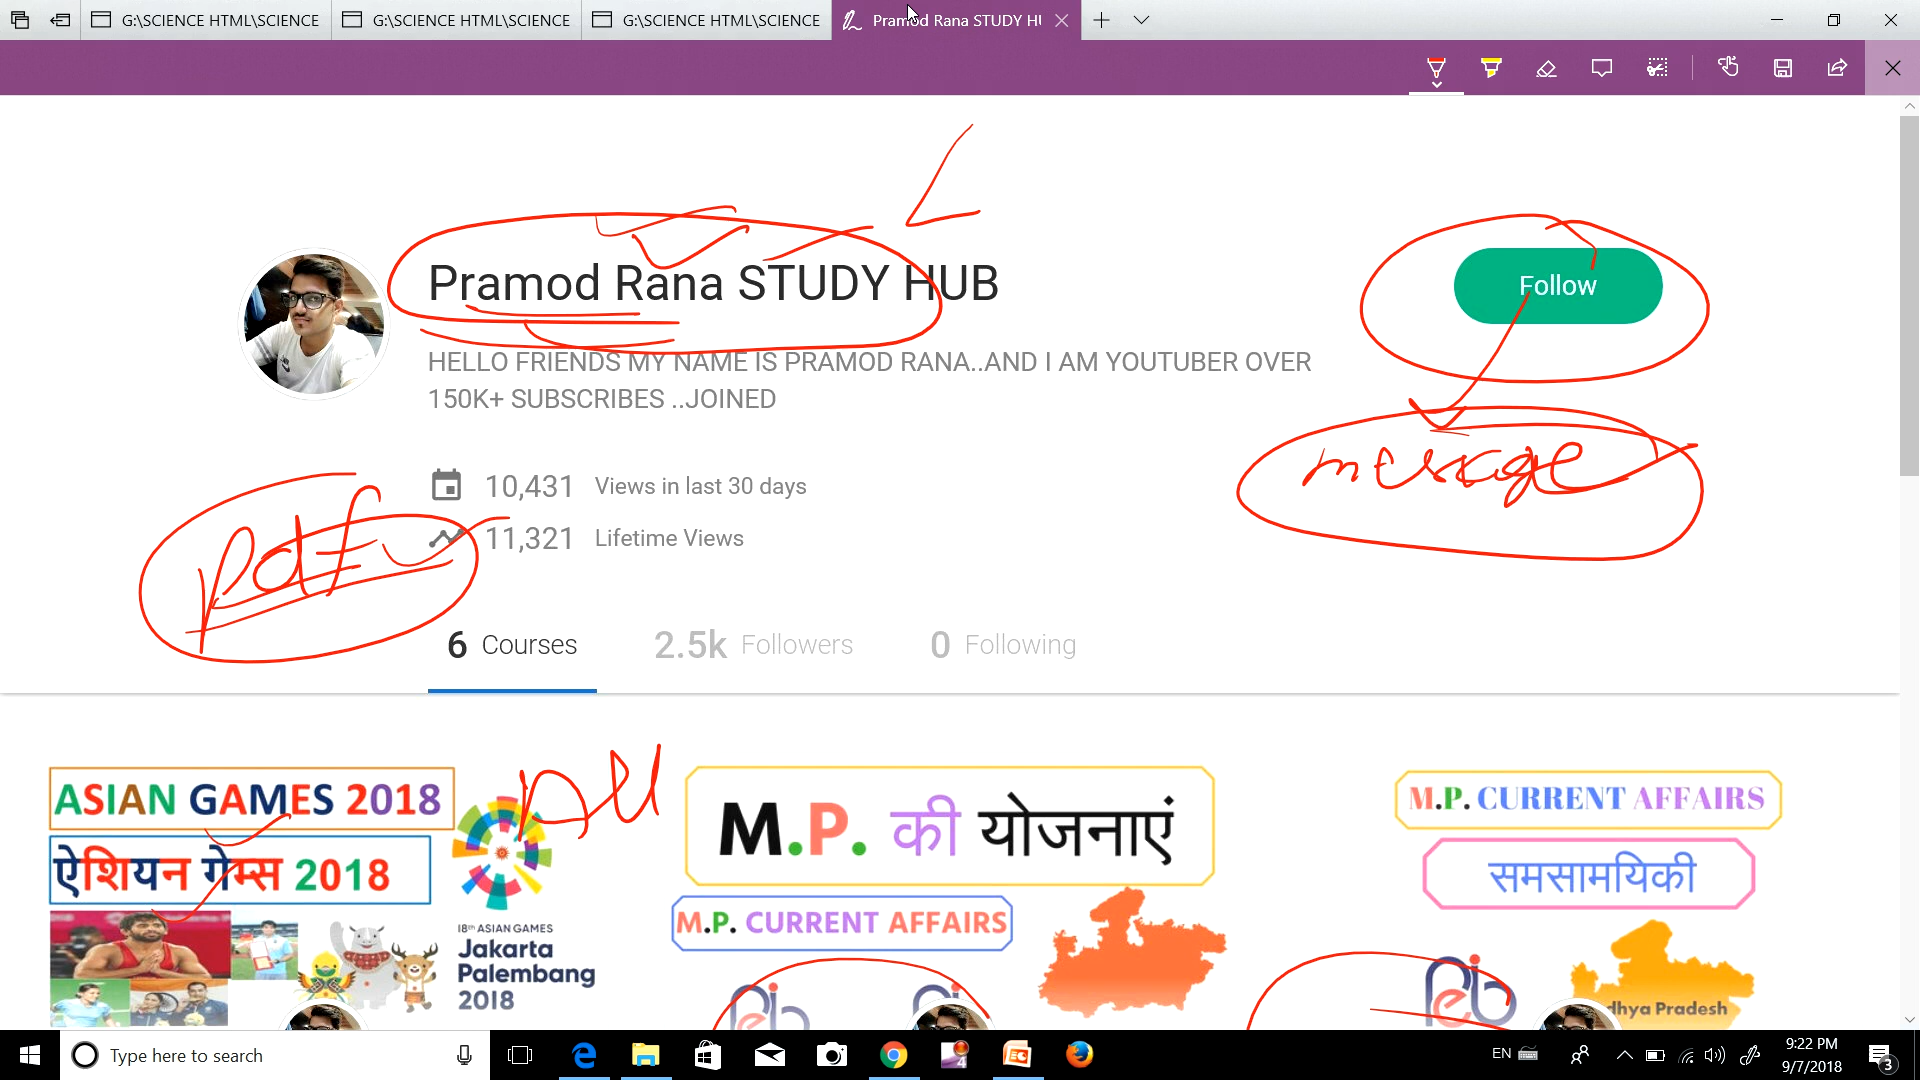 G:\SCIENCE HTML\SCIENCE
G:\SCIENCE HTML\SCIENCE
G:\SCIENCE HTML\SCIENCE
Pramod Rana STUDY HU
Pramod Rana STUDY HUB
Follow
HELLO FRIENDS MY NAME IS PRAMOD RANA..AND I AM YOUTUBER OVER
150K+ SUBSCRIBES ..JOINED
message
10,431 Views in last 30 days
pdf
11,321 Lifetime Views
6 Courses
2.5k Followers
0 Following
ASIAN GAMES 2018
ऐशियन गेम्स 2018
18th ASIAN GAMES
Jakarta
Palembang
2018
M.P. की योजनाएं
M.P. CURRENT AFFAIRS
M.P. CURRENT AFFAIRS
समसामयिकी
peb
dhya Pradesh
Type here to search
4
EN
9:22 PM
9/7/2018
3